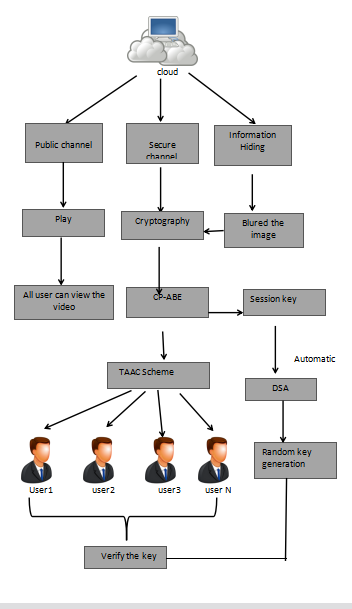 cloud
Public channel
Secure
channel
Information
Hiding
Play
Cryptography
Blured the
image
All user can view the
video
CP-ABE
Session key
Automatic
TAAC Scheme
DSA
Random key
generation
User1
user2
user3
user N
Verify the key